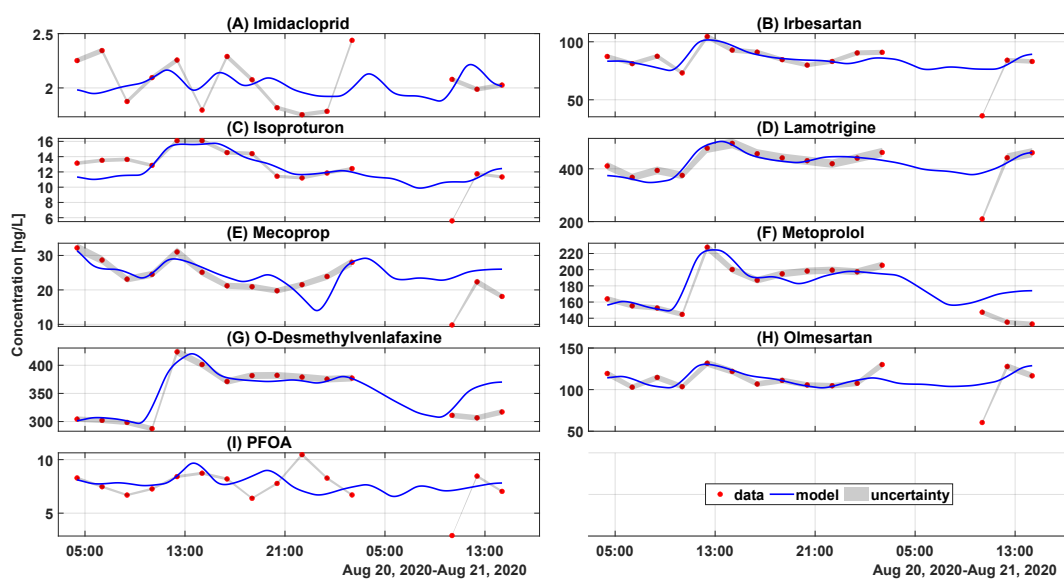 (A) Imidacloprid
2.5
2
(B) Irbesartan
100
50
(C) Isoproturon
16
14
12
10
8
6
(D) Lamotrigine
400
200
(E) Mecoprop
30
20
10
(F) Metoprolol
220
200
180
160
140
(G) O-Desmethylvenlafaxine
400
350
300
(H) Olmesartan
150
100
50
(I) PFOA
10
5
Concentration [ng/L]
data model uncertainty
05:00 13:00 21:00 05:00 13:00
Aug 20, 2020-Aug 21, 2020
05:00 13:00 21:00 05:00 13:00
Aug 20, 2020-Aug 21, 2020